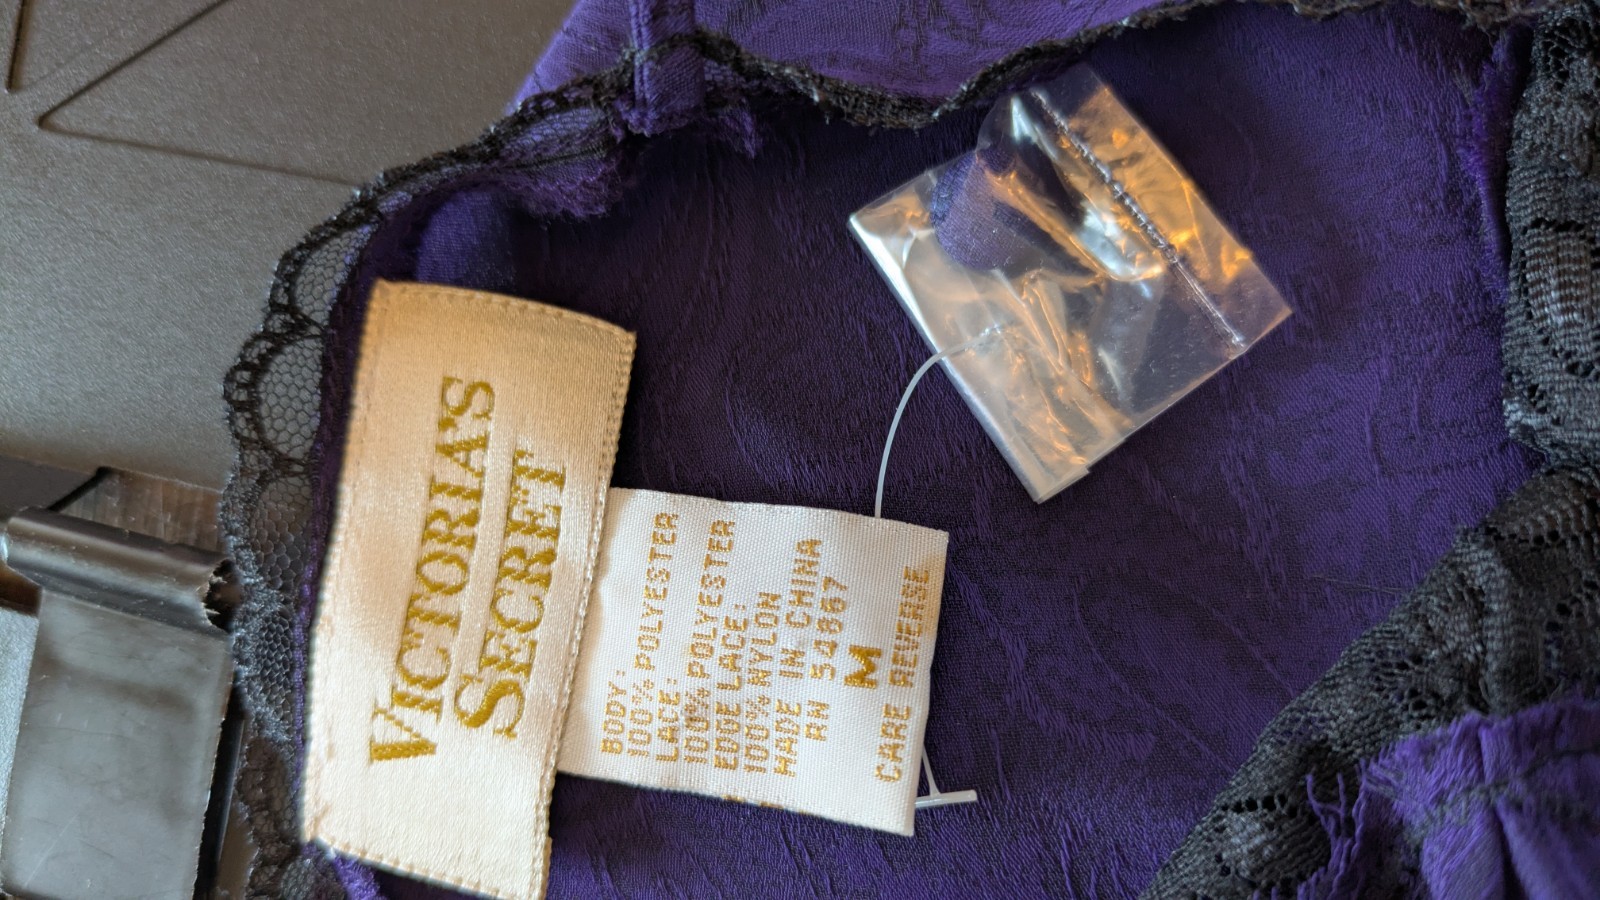 VICTORIA'S
SECRET
BODY:
100% POLYESTER
LACE:
100% POLYESTER
EDGE LACE:
100% NYLON
MADE IN CHINA
RN 54867
M
CARE REVERSE